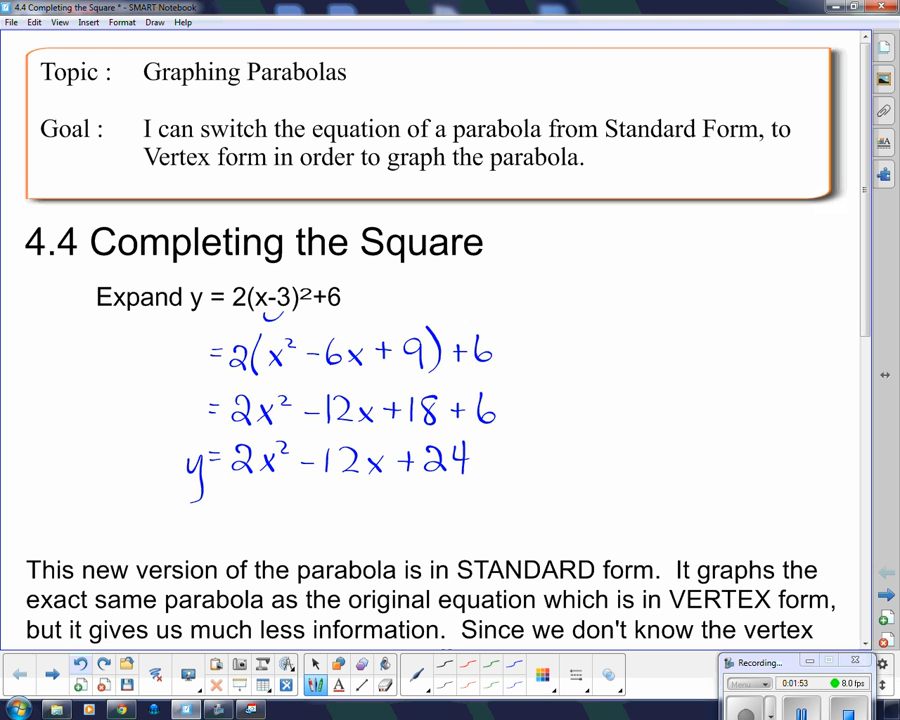 4.4 Completing the Square * - SMART Notebook
File Edit View Insert Format Draw Help
Topic : Graphing Parabolas
Goal : I can switch the equation of a parabola from Standard Form, to
Vertex form in order to graph the parabola.
4.4 Completing the Square
Expand y = 2(x-3)²+6
=2(x² -6x + 9) +6
= 2x² -12x +18 +6
y= 2x² -12x +24
This new version of the parabola is in STANDARD form. It graphs the
exact same parabola as the original equation which is in VERTEX form,
but it gives us much less information. Since we don't know the vertex
Recording...
Menu 0:01:53 8.0 fps